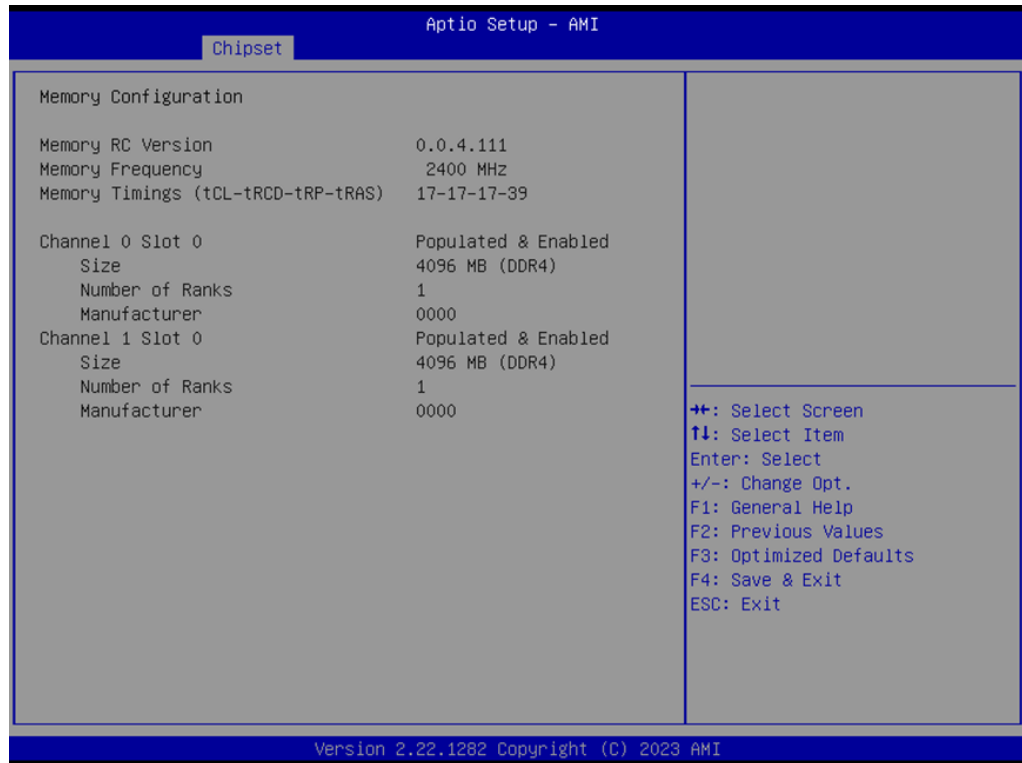 Aptio Setup – AMI
Chipset
Memory Configuration
Memory RC Version 0.0.4.111
Memory Frequency 2400 MHz
Memory Timings (tCL-tRCD-tRP-tRAS) 17-17-17-39
Channel 0 Slot 0 Populated & Enabled
Size 4096 MB (DDR4)
Number of Ranks 1
Manufacturer 0000
Channel 1 Slot 0 Populated & Enabled
Size 4096 MB (DDR4)
Number of Ranks 1
Manufacturer 0000
→←: Select Screen
↑↓: Select Item
Enter: Select
+/-: Change Opt.
F1: General Help
F2: Previous Values
F3: Optimized Defaults
F4: Save & Exit
ESC: Exit
Version 2.22.1282 Copyright (C) 2023 AMI